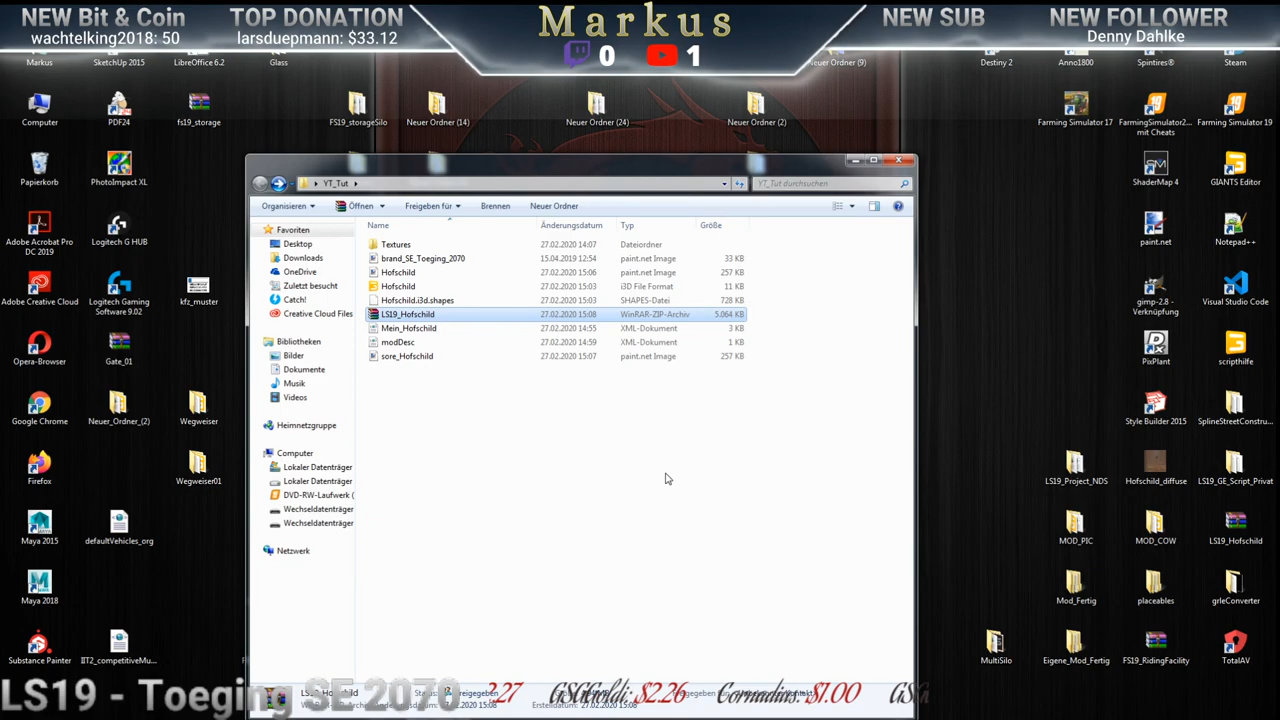 NEW Bit & Coin
wachtelking2018: 50
TOP DONATION
larsduepmann: $33.12
Markus
0
1
NEW SUB
NEW FOLLOWER
Denny Dahlke
Markus
SketchUp 2015
LibreOffice 6.2
Glass
Neuer Ordner (9)
Destiny 2
Anno1800
Spintires®
Steam
Computer
PDF24
fs19_storage
FS19_storageSilo
Neuer Ordner (14)
Neuer Ordner (24)
Neuer Ordner (2)
Farming Simulator 17
FarmingSimulator2...
mit Cheats
Farming Simulator 19
Papierkorb
PhotoImpact XL
ShaderMap 4
GIANTS Editor
Adobe Acrobat Pro
DC 2019
Logitech G HUB
paint.net
Notepad++
Adobe Creative Cloud
Logitech Gaming
Software 9.02
kfz_muster
gimp-2.8 -
Verknüpfung
Visual Studio Code
Opera-Browser
Gate_01
PixPlant
scripthilfe
Google Chrome
Neuer_Ordner_(2)
Wegweiser
Style Builder 2015
SplineStreetConstru...
Firefox
Wegweiser01
LS19_Project_NDS
Hofschild_diffuse
LS19_GE_Script_Privat
Maya 2015
defaultVehicles_org
MOD_PIC
MOD_COW
LS19_Hofschild
Maya 2018
Mod_Fertig
placeables
grleConverter
Substance Painter
IIT2_competitiveMu...
MultiSilo
Eigene_Mod_Fertig
FS19_RidingFacility
TotalAV
YT_Tut
YT_Tut durchsuchen
Organisieren
Öffnen
Freigeben für
Brennen
Neuer Ordner
Favoriten
Desktop
Downloads
OneDrive
Zuletzt besucht
Catch!
Creative Cloud Files
Bibliotheken
Bilder
Dokumente
Musik
Videos
Heimnetzgruppe
Computer
Lokaler Datenträger
Lokaler Datenträger
DVD-RW-Laufwerk (
Wechseldatenträger
Wechseldatenträger
Netzwerk
Name Änderungsdatum Typ Größe
Textures 27.02.2020 14:07 Dateiordner
brand_SE_Toeging_2070 15.04.2019 12:54 paint.net Image 33 KB
Hofschild 27.02.2020 15:06 paint.net Image 257 KB
Hofschild 27.02.2020 15:03 i3D File Format 11 KB
Hofschild.i3d.shapes 27.02.2020 15:03 SHAPES-Datei 728 KB
LS19_Hofschild 27.02.2020 15:08 WinRAR-ZIP-Archiv 5.064 KB
Mein_Hofschild 27.02.2020 14:55 XML-Dokument 3 KB
modDesc 27.02.2020 14:59 XML-Dokument 1 KB
sore_Hofschild 27.02.2020 15:07 paint.net Image 257 KB
LS19 - Toeging SE 2070
Erstelldatum: 27.02.2020 15:08